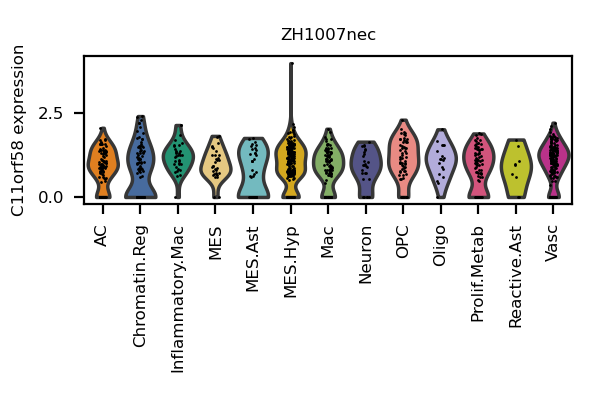 ZH1007nec
C11orf58 expression
2.5
0.0
AC
Chromatin.Reg
Inflammatory.Mac
MES
MES.Ast
MES.Hyp
Mac
Neuron
OPC
Oligo
Prolif.Metab
Reactive.Ast
Vasc